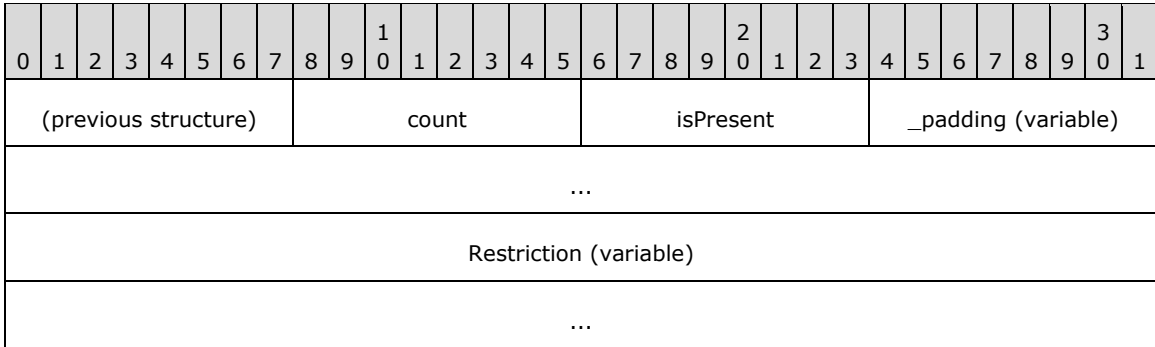 1 2 3
0 1 2 3 4 5 6 7 8 9 0 1 2 3 4 5 6 7 8 9 0 1 2 3 4 5 6 7 8 9 0 1
(previous structure) count isPresent _padding (variable)
...
Restriction (variable)
...